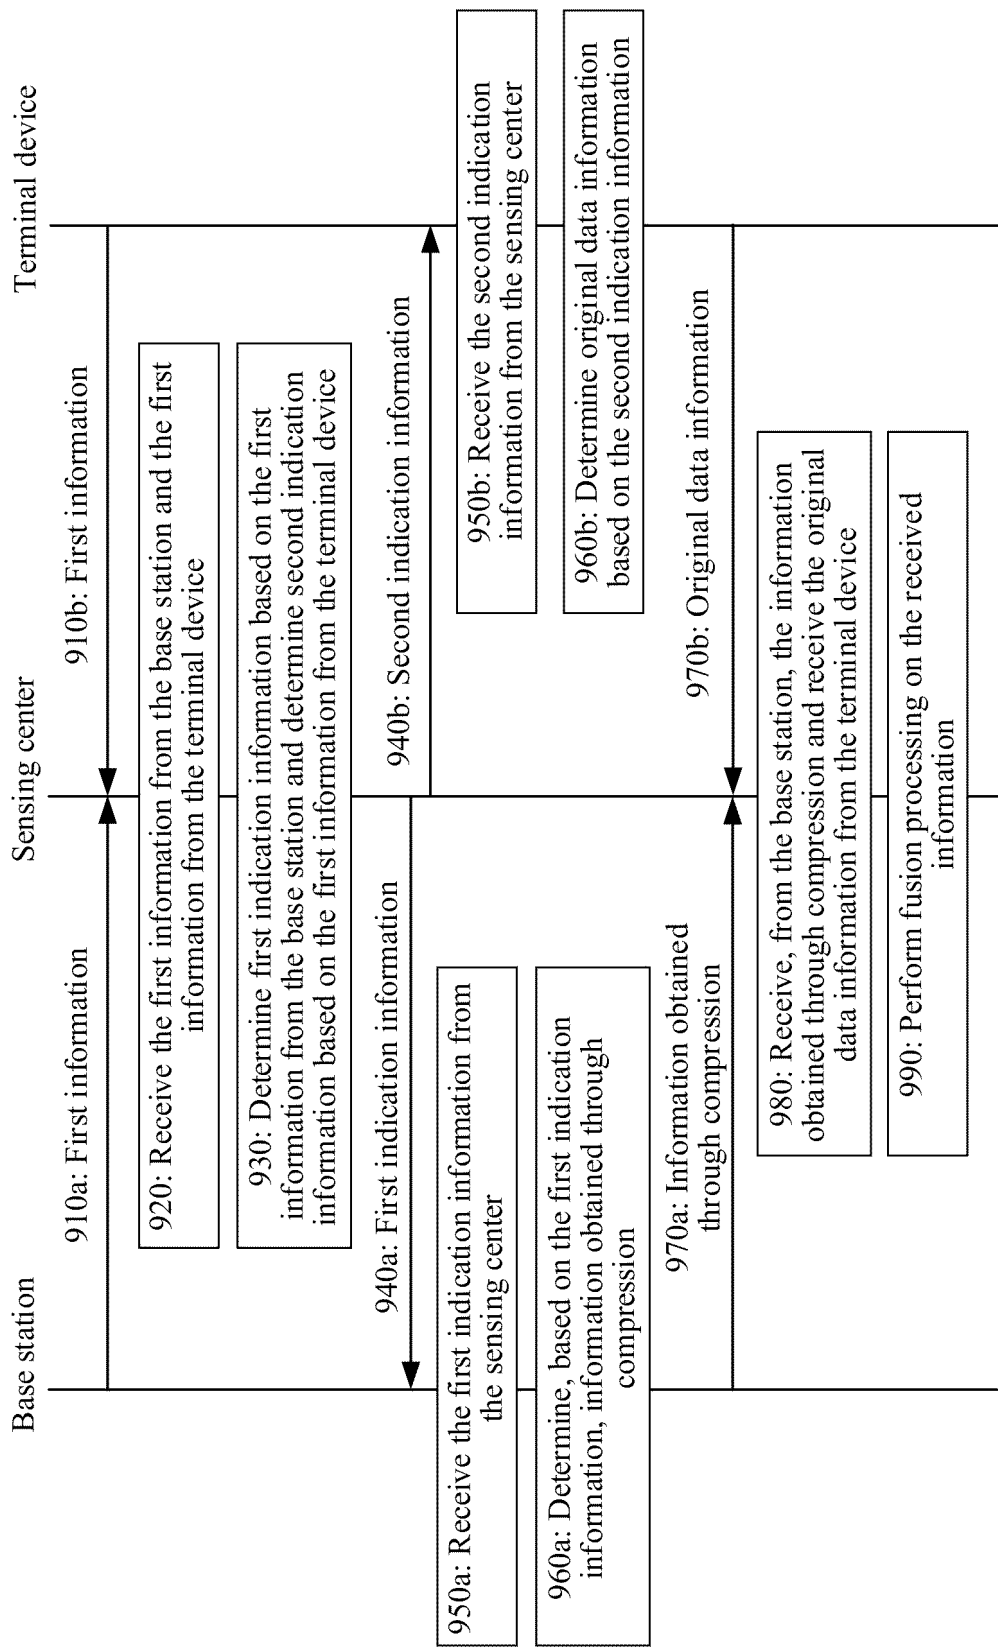 Base station
Sensing center
Terminal device
910a: First information
910b: First information
920: Receive the first information from the base station and the first
information from the terminal device
930: Determine first indication information based on the first
information from the base station and determine second indication
information based on the first information from the terminal device
940a: First indication information
940b: Second indication information
950a: Receive the first indication information from
the sensing center
950b: Receive the second indication
information from the sensing center
960a: Determine, based on the first indication
information, information obtained through
compression
960b: Determine original data information
based on the second indication information
970a: Information obtained
through compression
970b: Original data information
980: Receive, from the base station, the information
obtained through compression and receive the original
data information from the terminal device
990: Perform fusion processing on the received
information